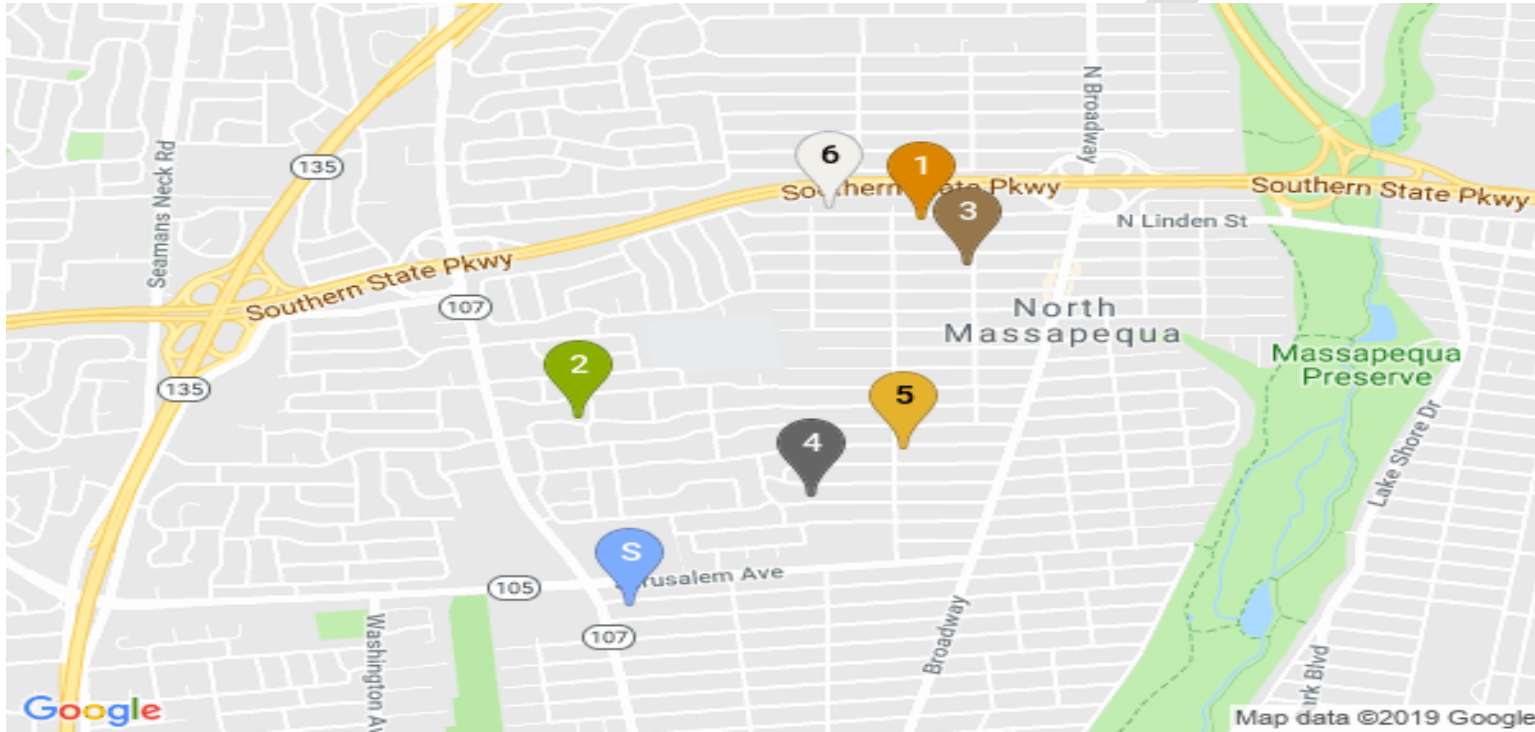 N Broadway
Seamans Neck Rd
135
6
1
Southern State Pkwy
Southern State Pkwy
3
N Linden St
Southern State Pkwy
107
North
Massapequa
2
Massapequa
Preserve
135
5
4
Lake Shore Dr
S
Jerusalem Ave
105
107
Washington Av
Broadway
ark Blvd
Google
Map data ©2019 Google